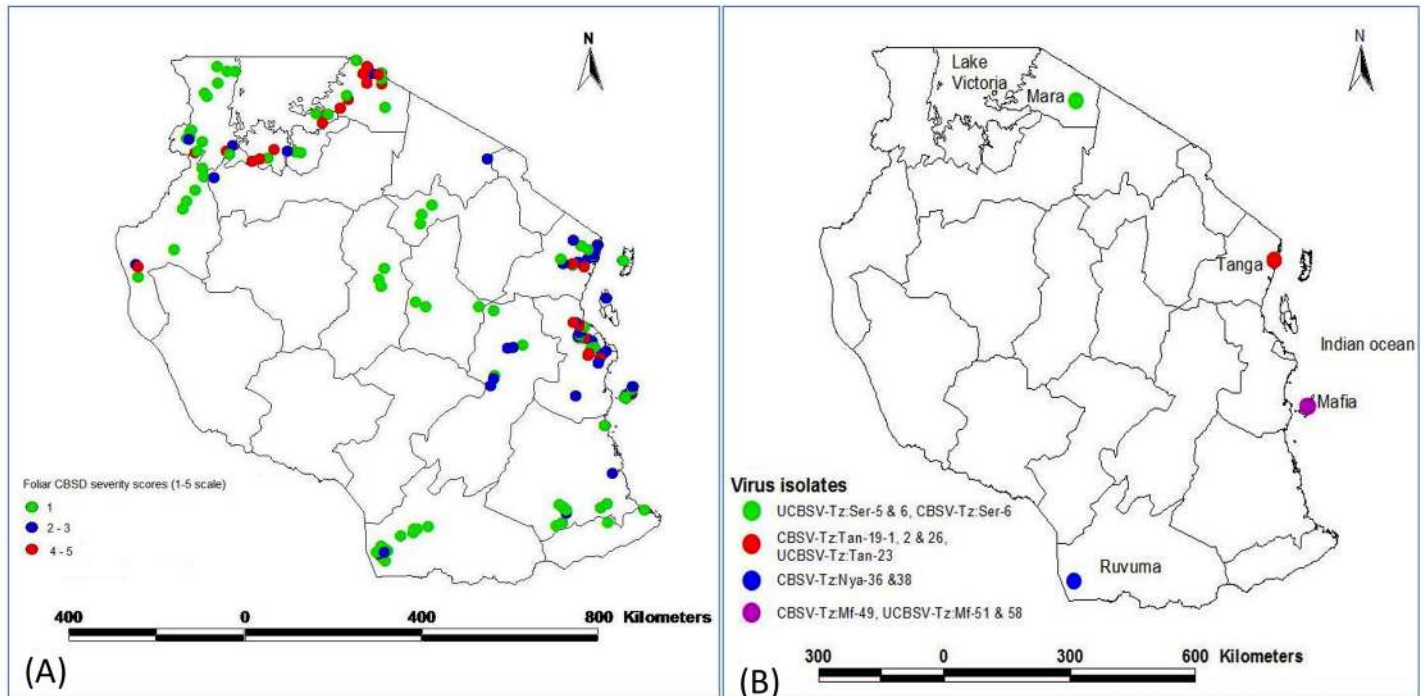 N
Foliar CBSD severity scores (1-5 scale)
1
2 - 3
4 - 5
400 0 400 800 Kilometers
(A)
N
Lake
Victoria
Mara
Tanga
Indian ocean
Mafia
Virus isolates
UCBSV-Tz:Ser-5 & 6, CBSV-Tz:Ser-6
CBSV-Tz:Tan-19-1, 2 & 26,
UCBSV-Tz:Tan-23
Ruvuma
CBSV-Tz:Nya-36 &38
CBSV-Tz:Mf-49, UCBSV-Tz:Mf-51 & 58
300 0 300 600 Kilometers
(B)